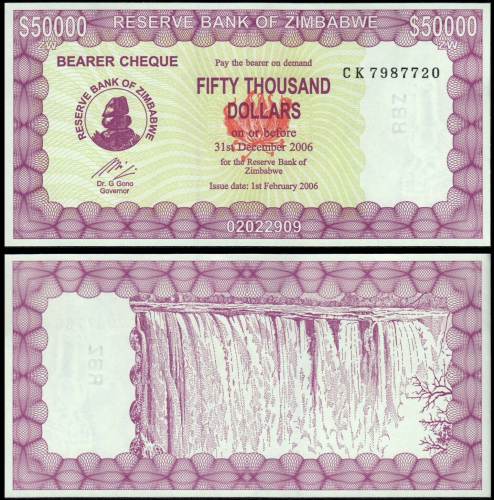 $50000 RESERVE BANK OF ZIMBABWE $50000
ZW ZW
BEARER CHEQUE
Pay the bearer on demand
CK7987720
FIFTY THOUSAND
DOLLARS
on or before
31st December 2006
for the Reserve Bank of
Zimbabwe
Issue date: 1st February 2006
RESERVE BANK OF ZIMBABWE
Dr. G Gono
Governor
RBZ
02022909
RBZ